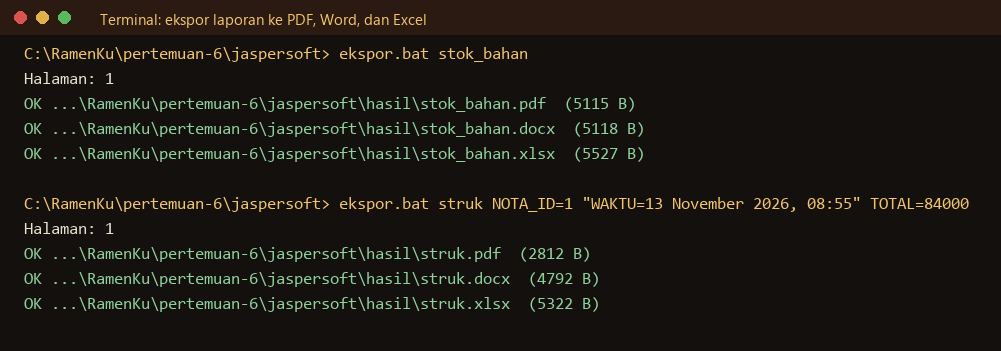 Terminal: ekspor laporan ke PDF, Word, dan Excel
C:\RamenKu\pertemuan-6\jaspersoft> ekspor.bat stok_bahan
Halaman: 1
OK ...\RamenKu\pertemuan-6\jaspersoft\hasil\stok_bahan.pdf  (5115 B)
OK ...\RamenKu\pertemuan-6\jaspersoft\hasil\stok_bahan.docx  (5118 B)
OK ...\RamenKu\pertemuan-6\jaspersoft\hasil\stok_bahan.xlsx  (5527 B)
C:\RamenKu\pertemuan-6\jaspersoft> ekspor.bat struk NOTA_ID=1 "WAKTU=13 November 2026, 08:55" TOTAL=84000
Halaman: 1
OK ...\RamenKu\pertemuan-6\jaspersoft\hasil\struk.pdf  (2812 B)
OK ...\RamenKu\pertemuan-6\jaspersoft\hasil\struk.docx  (4792 B)
OK ...\RamenKu\pertemuan-6\jaspersoft\hasil\struk.xlsx  (5322 B)